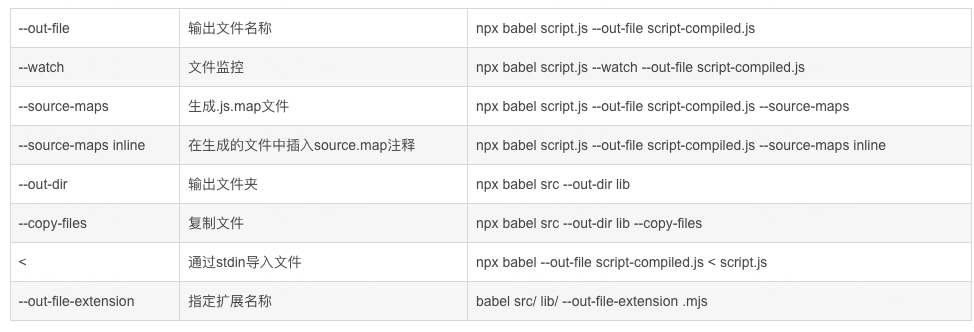 --out-file 输出文件名称 npx babel script.js --out-file script-compiled.js
--watch 文件监控 npx babel script.js --watch --out-file script-compiled.js
--source-maps 生成.js.map文件 npx babel script.js --out-file script-compiled.js --source-maps
--source-maps inline 在生成的文件中插入source.map注释 npx babel script.js --out-file script-compiled.js --source-maps inline
--out-dir 输出文件夹 npx babel src --out-dir lib
--copy-files 复制文件 npx babel src --out-dir lib --copy-files
< 通过stdin导入文件 npx babel --out-file script-compiled.js < script.js
--out-file-extension 指定扩展名称 babel src/ lib/ --out-file-extension .mjs